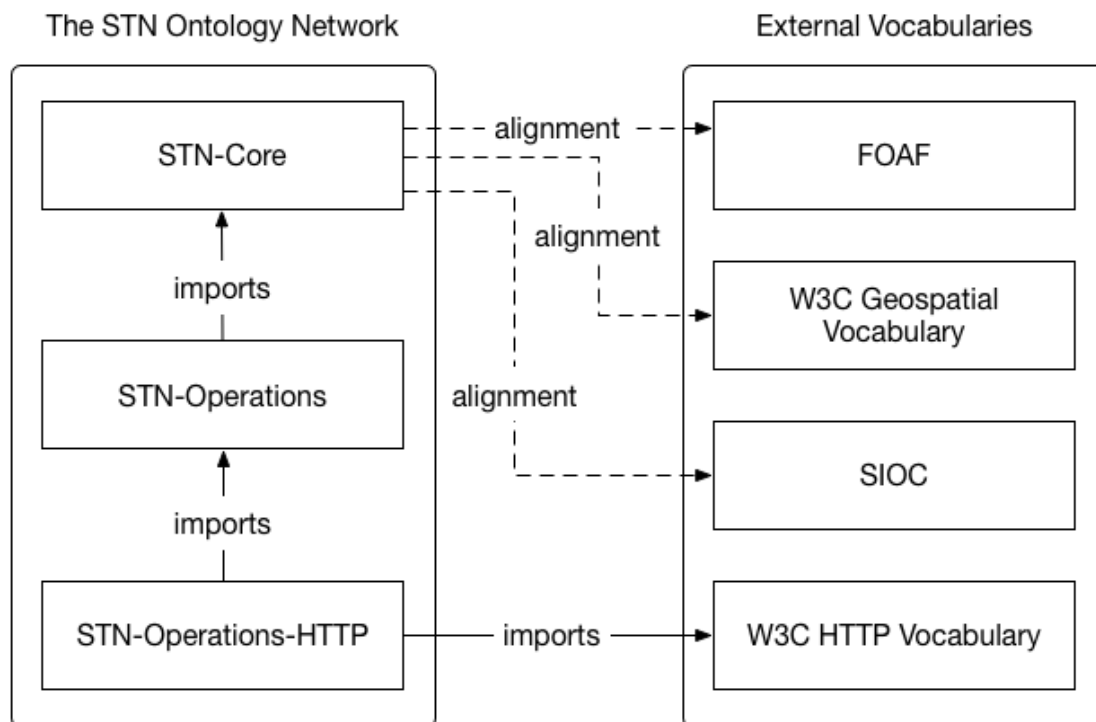 The STN Ontology Network
External Vocabularies
STN-Core
alignment
FOAF
alignment
imports
W3C Geospatial
Vocabulary
STN-Operations
alignment
SIOC
imports
STN-Operations-HTTP
imports
W3C HTTP Vocabulary